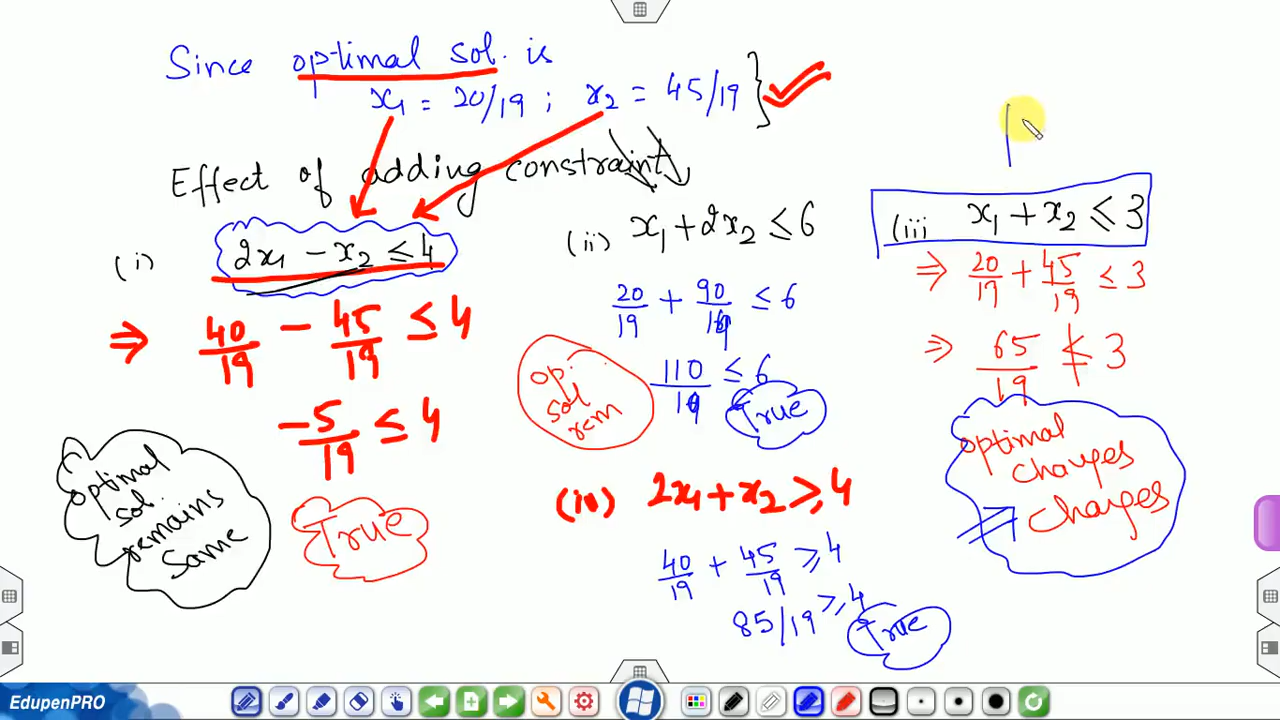 Since optimal sol. is
x₁ = 20/19 ; x₂ = 45/19 }
Effect of adding constraint
(i) 2x₁ - x₂ ≤ 4
⇒ 40/19 - 45/19 ≤ 4
-5/19 ≤ 4
True
optimal
sol.
remains
same
(ii) x₁ + 2x₂ ≤ 6
20/19 + 90/19 ≤ 6
110/19 ≤ 6
True
op.
sol
rem
(iii) x₁ + x₂ ≤ 3
⇒ 20/19 + 45/19 ≤ 3
⇒ 65/19 ≰ 3
optimal
changes
⇒ changes
(iv) 2x₁ + x₂ ≥ 4
40/19 + 45/19 ≥ 4
85/19 ≥ 4
True
EdupenPRO